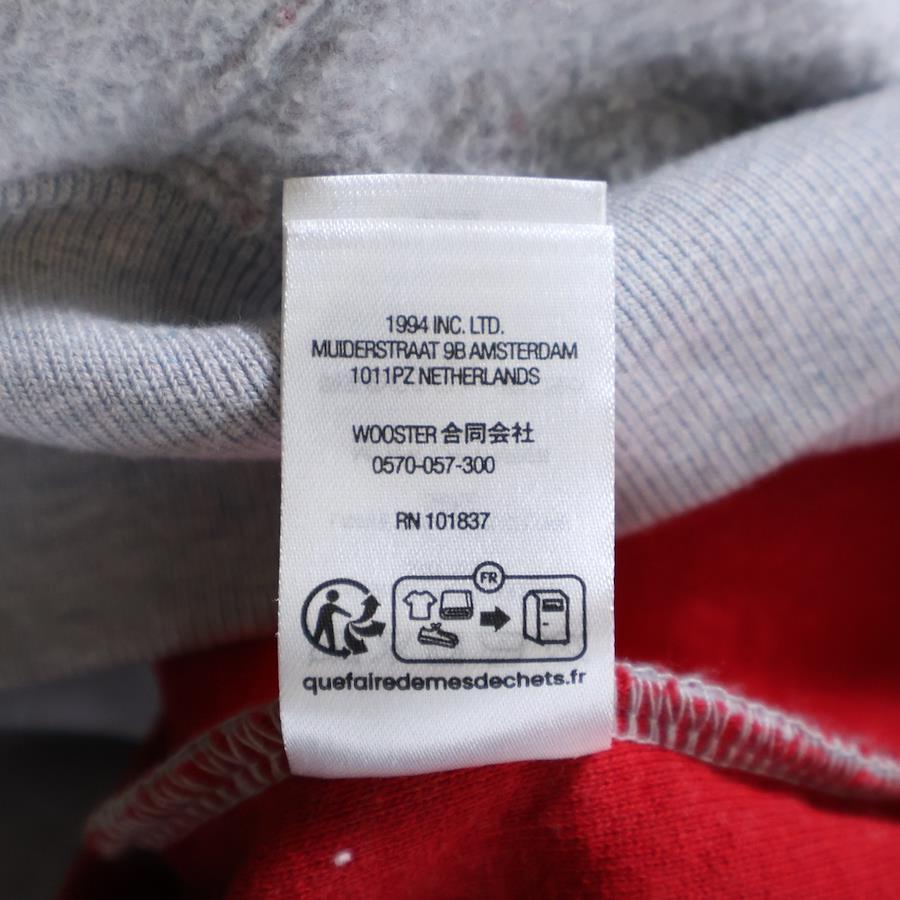 1994 INC. LTD.
MUIDERSTRAAT 9B AMSTERDAM
1011PZ NETHERLANDS
WOOSTER 合同会社
0570-057-300
RN 101837
FR
quefairedemesdechets.fr